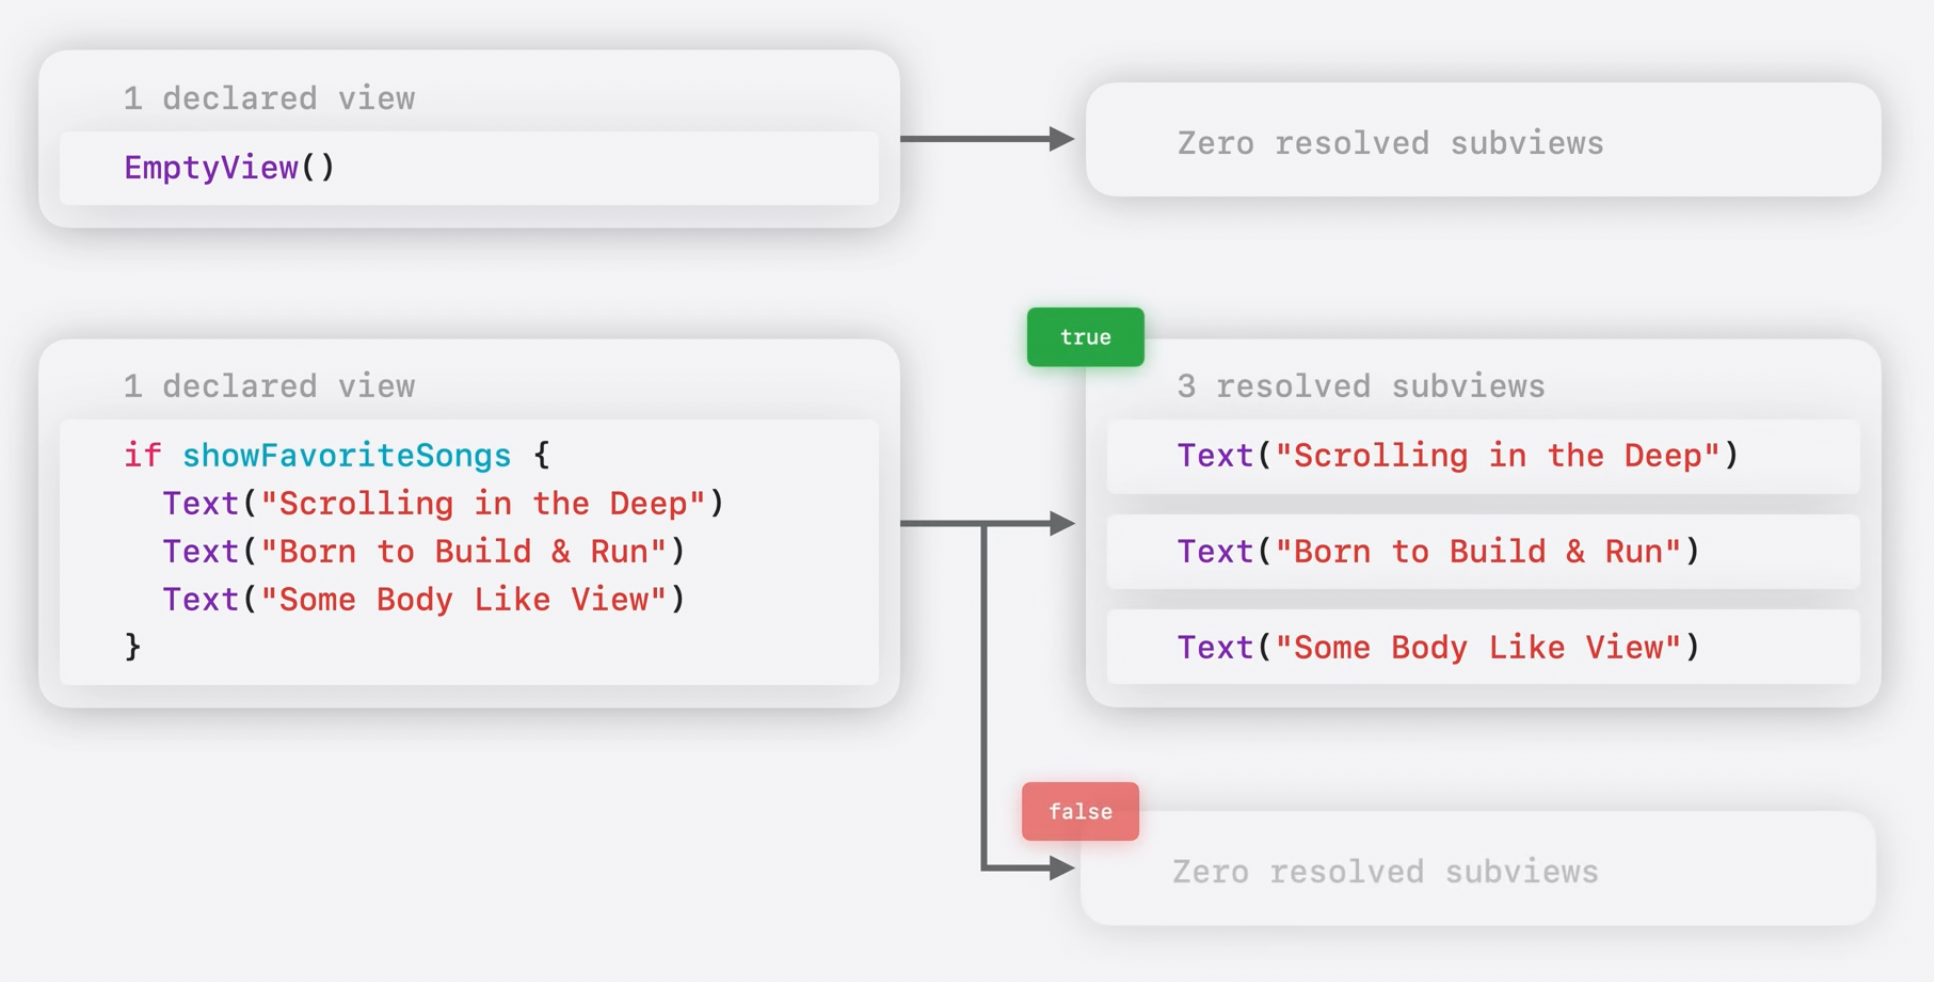 1 declared view
EmptyView()
Zero resolved subviews
1 declared view
if showFavoriteSongs {
  Text("Scrolling in the Deep")
  Text("Born to Build & Run")
  Text("Some Body Like View")
}
true
3 resolved subviews
Text("Scrolling in the Deep")
Text("Born to Build & Run")
Text("Some Body Like View")
false
Zero resolved subviews